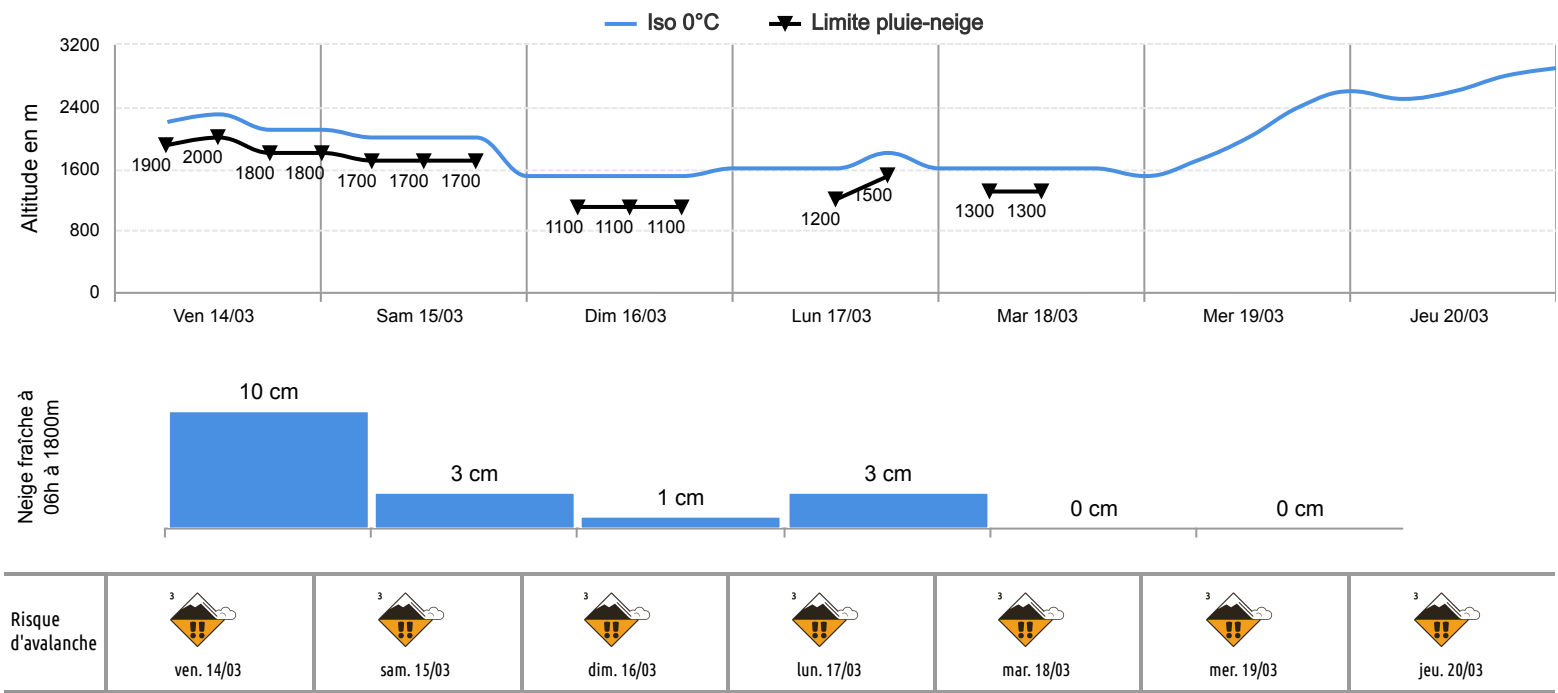 Iso 0°C Limite pluie-neige
Altitude en m
3200
2400
1600
800
0
1900 2000 1800 1800 1700 1700 1700 1100 1100 1100 1200 1500 1300 1300
Ven 14/03 Sam 15/03 Dim 16/03 Lun 17/03 Mar 18/03 Mer 19/03 Jeu 20/03
Neige fraîche à
06h à 1800m
10 cm 3 cm 1 cm 3 cm 0 cm 0 cm
Risque
d'avalanche
3 3 3 3 3 3 3
!! !! !! !! !! !! !!
ven. 14/03 sam. 15/03 dim. 16/03 lun. 17/03 mar. 18/03 mer. 19/03 jeu. 20/03